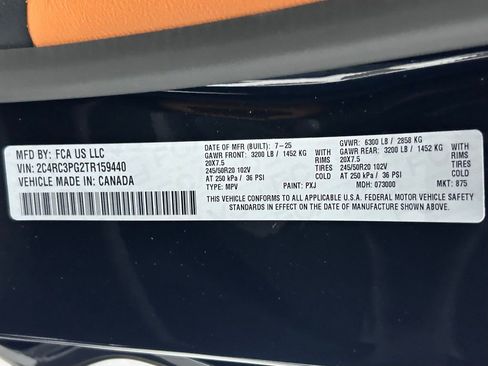 MFD BY: FCA US LLC
VIN: 2C4RC3PG2TR159440
VEHICLE MADE IN: CANADA
DATE OF MFR (BUILT): 7-25 GVWR: 6300 LB / 2858 KG
GAWR FRONT: 3200 LB / 1452 KG GAWR REAR: 3200 LB / 1452 KG
20X7.5 WITH 20X7.5 WITH
245/50R20 102V TIRES 245/50R20 102V TIRES
AT 250 kPa / 36 PSI COLD AT 250 kPa / 36 PSI COLD
TYPE: MPV PAINT: PXJ MDH: 073000 MKT: 875
THIS VEHICLE CONFORMS TO ALL APPLICABLE U.S.A. FEDERAL MOTOR VEHICLE SAFETY
STANDARDS IN EFFECT ON THE DATE OF MANUFACTURE SHOWN ABOVE.